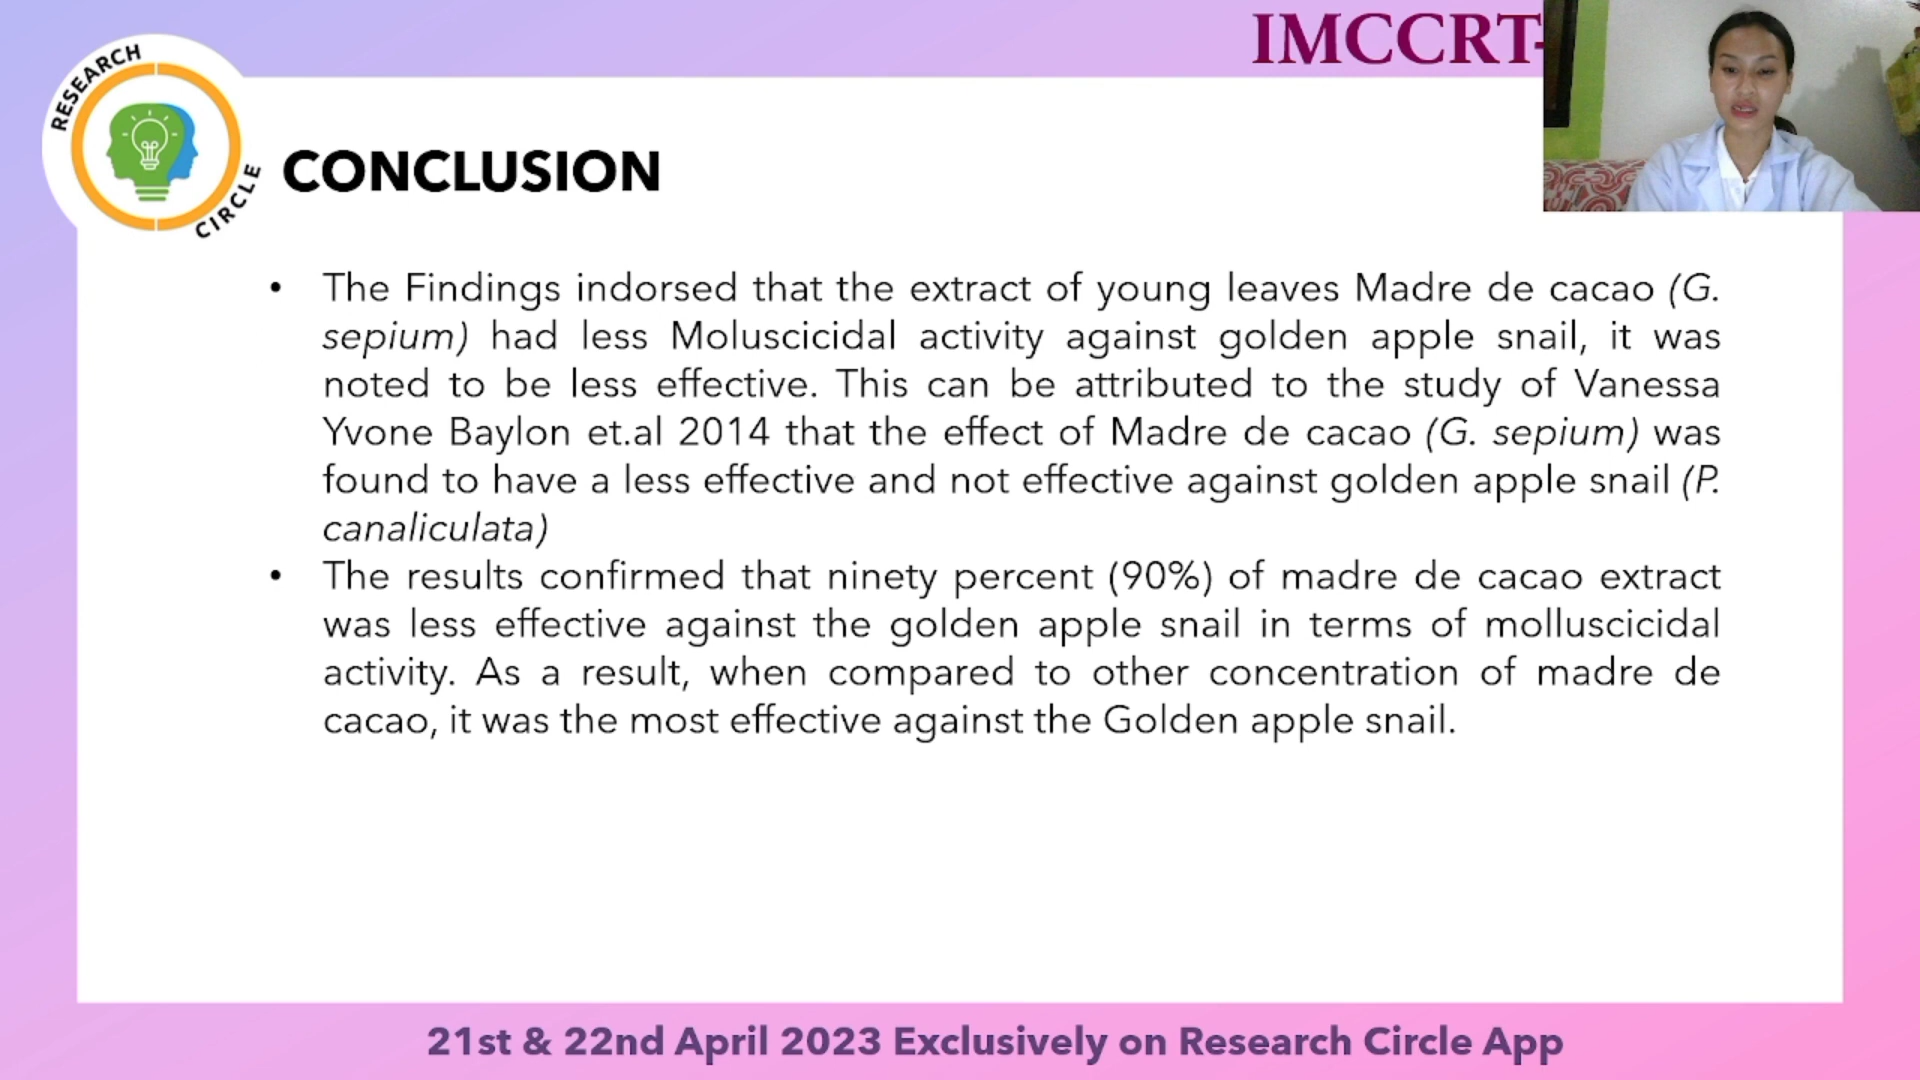 IMCCRT-
RESEARCH
CIRCLE
CONCLUSION
• The Findings indorsed that the extract of young leaves Madre de cacao (G.
sepium) had less Moluscicidal activity against golden apple snail, it was
noted to be less effective. This can be attributed to the study of Vanessa
Yvone Baylon et.al 2014 that the effect of Madre de cacao (G. sepium) was
found to have a less effective and not effective against golden apple snail (P.
canaliculata)
• The results confirmed that ninety percent (90%) of madre de cacao extract
was less effective against the golden apple snail in terms of molluscicidal
activity. As a result, when compared to other concentration of madre de
cacao, it was the most effective against the Golden apple snail.
21st & 22nd April 2023 Exclusively on Research Circle App